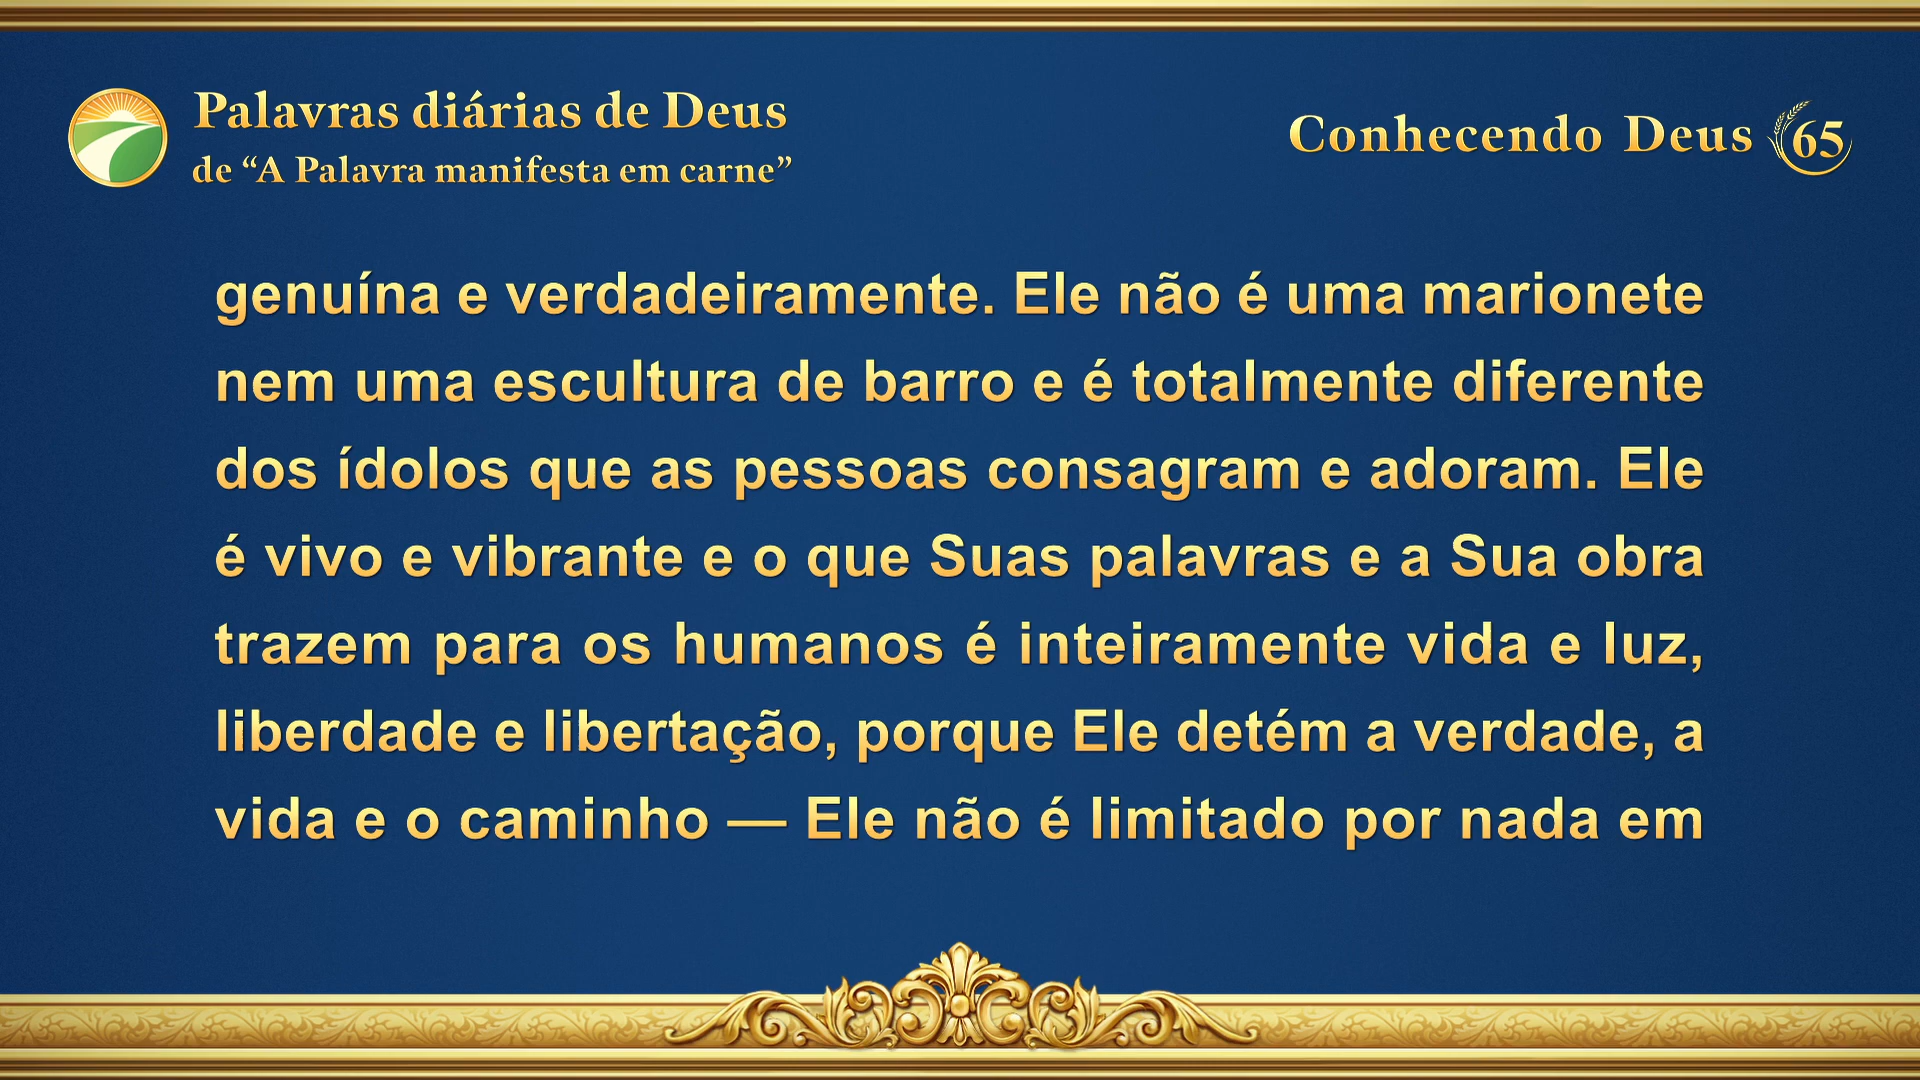 Palavras diárias de Deus
de “A Palavra manifesta em carne”
Conhecendo Deus 65
genuína e verdadeiramente. Ele não é uma marionete
nem uma escultura de barro e é totalmente diferente
dos ídolos que as pessoas consagram e adoram. Ele
é vivo e vibrante e o que Suas palavras e a Sua obra
trazem para os humanos é inteiramente vida e luz,
liberdade e libertação, porque Ele detém a verdade, a
vida e o caminho — Ele não é limitado por nada em